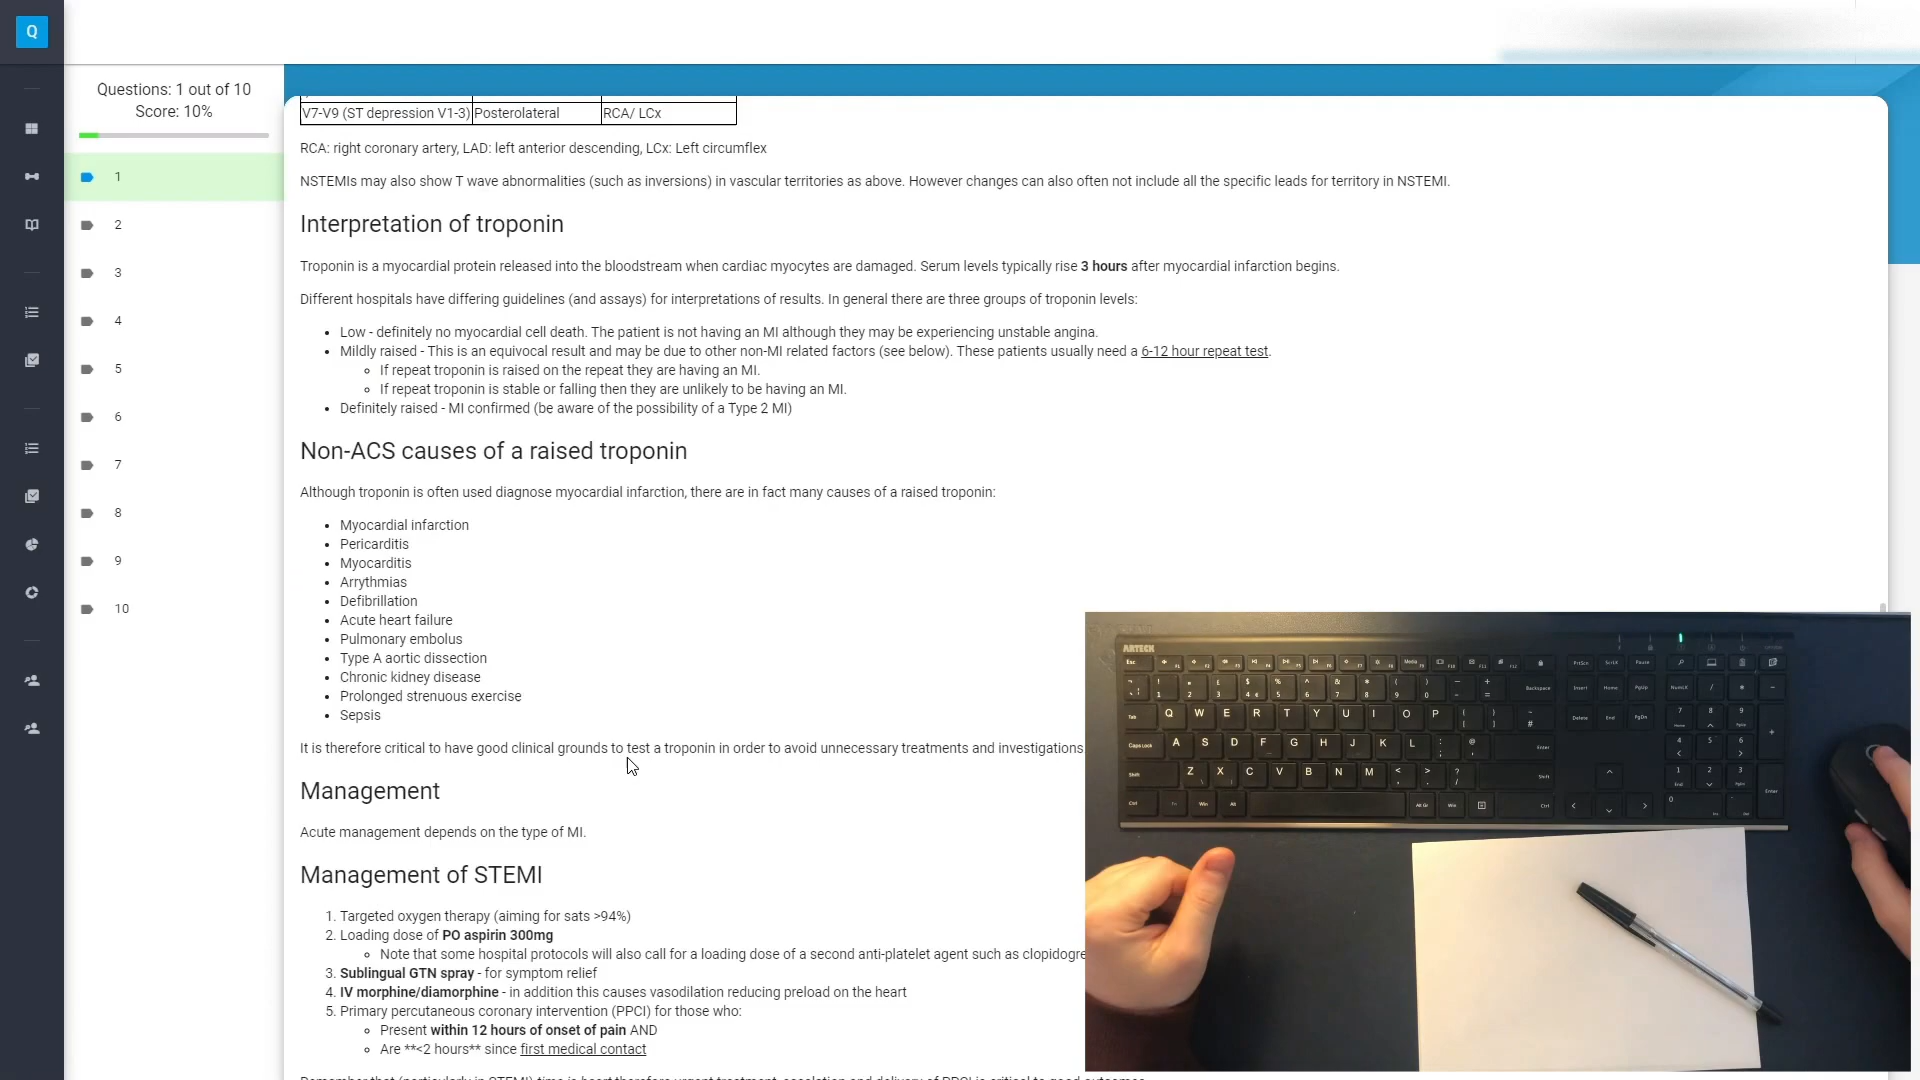 Q
Questions: 1 out of 10
Score: 10%
1
2
3
4
5
6
7
8
9
10
V7-V9 (ST depression V1-3) Posterolateral RCA/ LCx
RCA: right coronary artery, LAD: left anterior descending, LCx: Left circumflex
NSTEMIs may also show T wave abnormalities (such as inversions) in vascular territories as above. However changes can also often not include all the specific leads for territory in NSTEMI.
Interpretation of troponin
Troponin is a myocardial protein released into the bloodstream when cardiac myocytes are damaged. Serum levels typically rise 3 hours after myocardial infarction begins.
Different hospitals have differing guidelines (and assays) for interpretations of results. In general there are three groups of troponin levels:
• Low - definitely no myocardial cell death. The patient is not having an MI although they may be experiencing unstable angina.
• Mildly raised - This is an equivocal result and may be due to other non-MI related factors (see below). These patients usually need a 6-12 hour repeat test.
◦ If repeat troponin is raised on the repeat they are having an MI.
◦ If repeat troponin is stable or falling then they are unlikely to be having an MI.
• Definitely raised - MI confirmed (be aware of the possibility of a Type 2 MI)
Non-ACS causes of a raised troponin
Although troponin is often used diagnose myocardial infarction, there are in fact many causes of a raised troponin:
• Myocardial infarction
• Pericarditis
• Myocarditis
• Arrythmias
• Defibrillation
• Acute heart failure
• Pulmonary embolus
• Type A aortic dissection
• Chronic kidney disease
• Prolonged strenuous exercise
• Sepsis
It is therefore critical to have good clinical grounds to test a troponin in order to avoid unnecessary treatments and investigations
Management
Acute management depends on the type of MI.
Management of STEMI
1. Targeted oxygen therapy (aiming for sats >94%)
2. Loading dose of PO aspirin 300mg
◦ Note that some hospital protocols will also call for a loading dose of a second anti-platelet agent such as clopidogre
3. Sublingual GTN spray - for symptom relief
4. IV morphine/diamorphine - in addition this causes vasodilation reducing preload on the heart
5. Primary percutaneous coronary intervention (PPCI) for those who:
◦ Present within 12 hours of onset of pain AND
◦ Are **<2 hours** since first medical contact
ARTECK
Q W E R T Y U I O P
A S D F G H J K L
Z X C V B N M